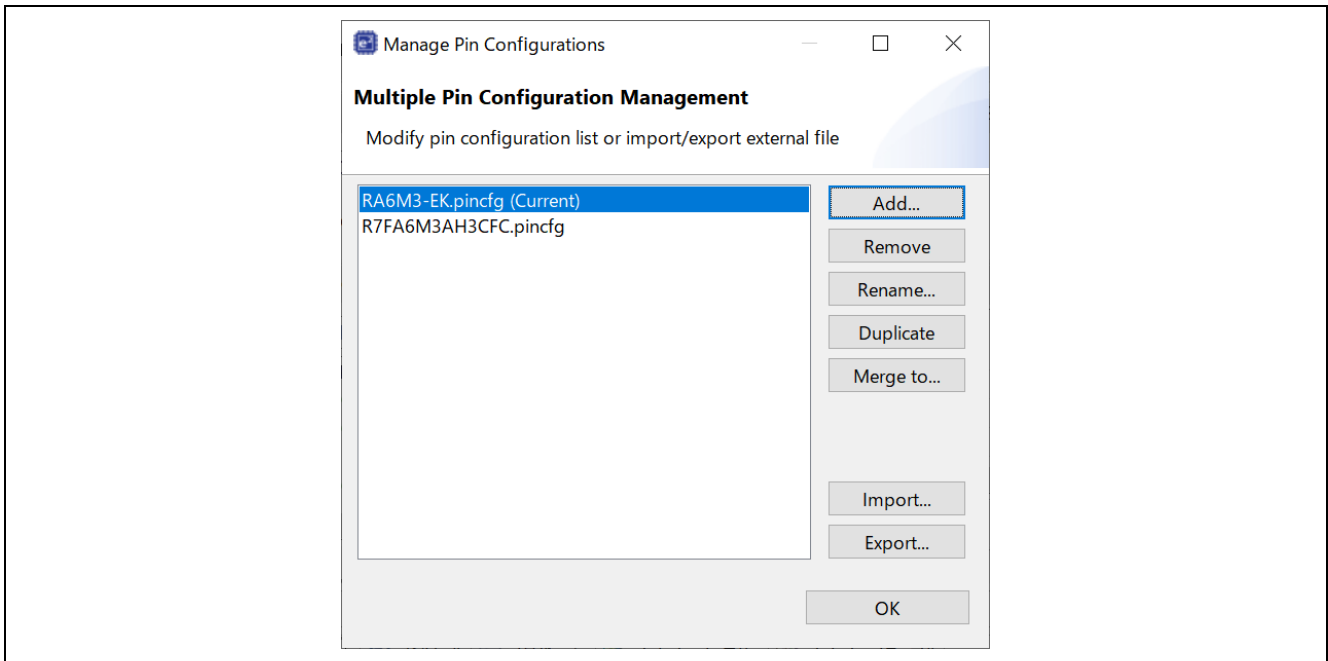 Manage Pin Configurations
Multiple Pin Configuration Management
Modify pin configuration list or import/export external file
RA6M3-EK.pincfg (Current)
R7FA6M3AH3CFC.pincfg
Add...
Remove
Rename...
Duplicate
Merge to...
Import...
Export...
OK